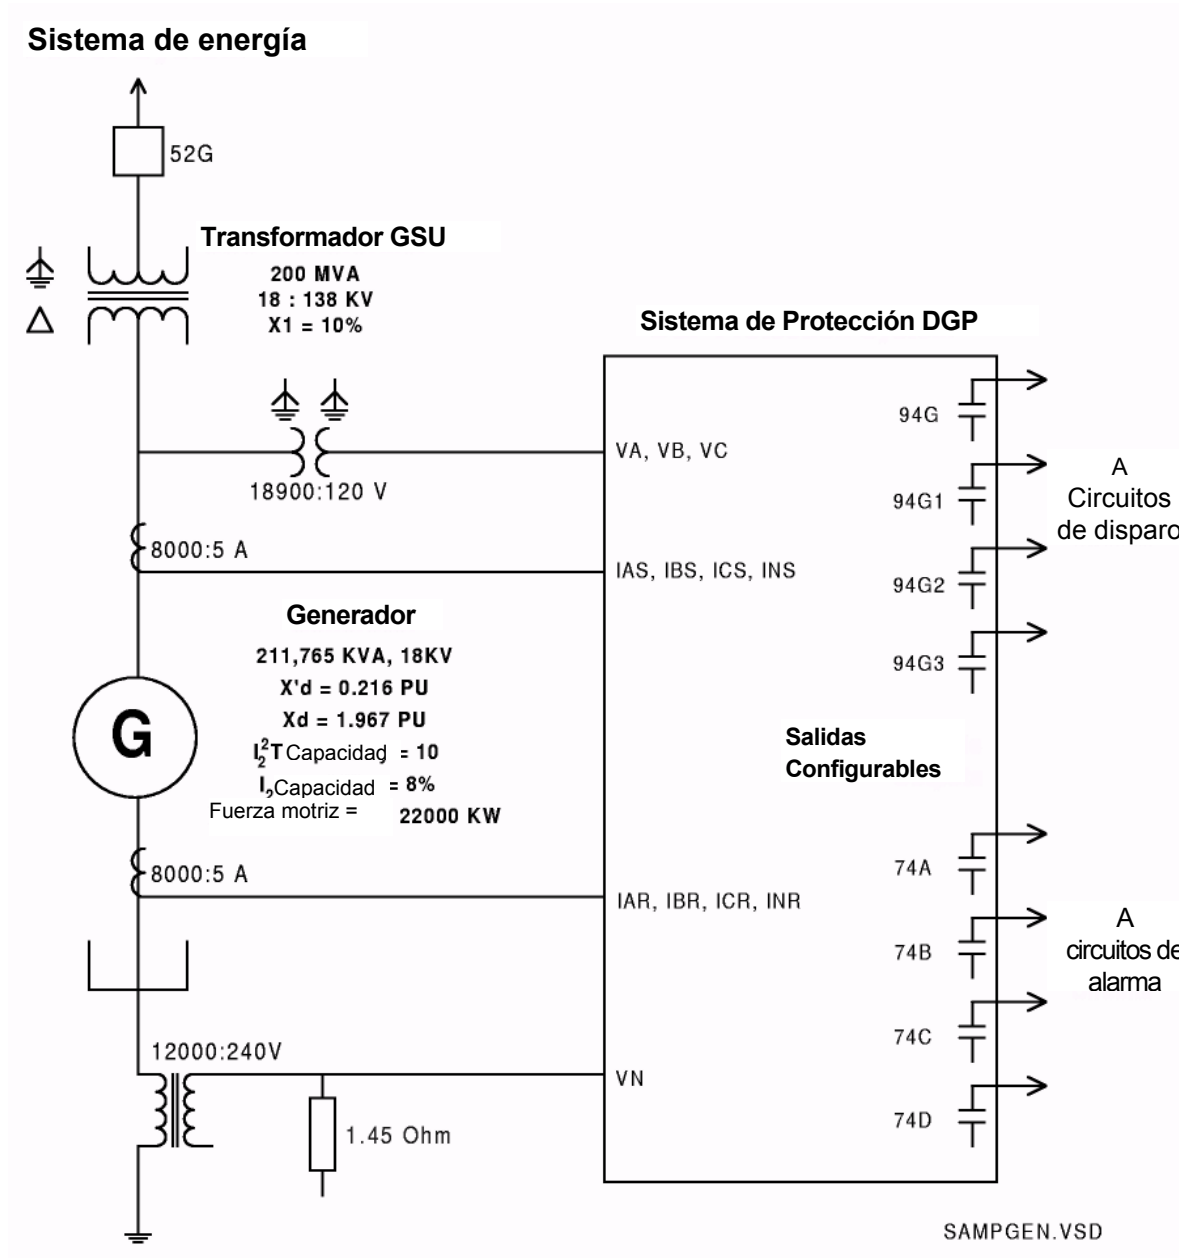 Sistema de energía
52G
Transformador GSU
200 MVA
18 : 138 KV
X1 = 10%
Sistema de Protección DGP
94G
VA, VB, VC
18900:120 V
94G1
A
Circuitos
de disparo
8000:5 A
IAS, IBS, ICS, INS
94G2
Generador
211,765 KVA, 18KV
94G3
X'd = 0.216 PU
Xd = 1.967 PU
G
I₂²T Capacidad = 10
I₂Capacidad = 8%
Fuerza motriz = 22000 KW
Salidas
Configurables
8000:5 A
74A
IAR, IBR, ICR, INR
A
circuitos de
alarma
74B
74C
12000:240V
VN
74D
1.45 Ohm
SAMPGEN.VSD